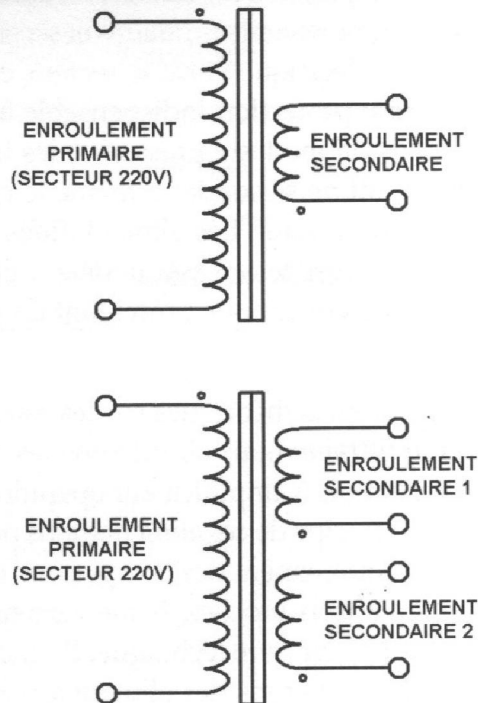 ENROULEMENT
PRIMAIRE
(SECTEUR 220V)
ENROULEMENT
SECONDAIRE
ENROULEMENT
PRIMAIRE
(SECTEUR 220V)
ENROULEMENT
SECONDAIRE 1
ENROULEMENT
SECONDAIRE 2